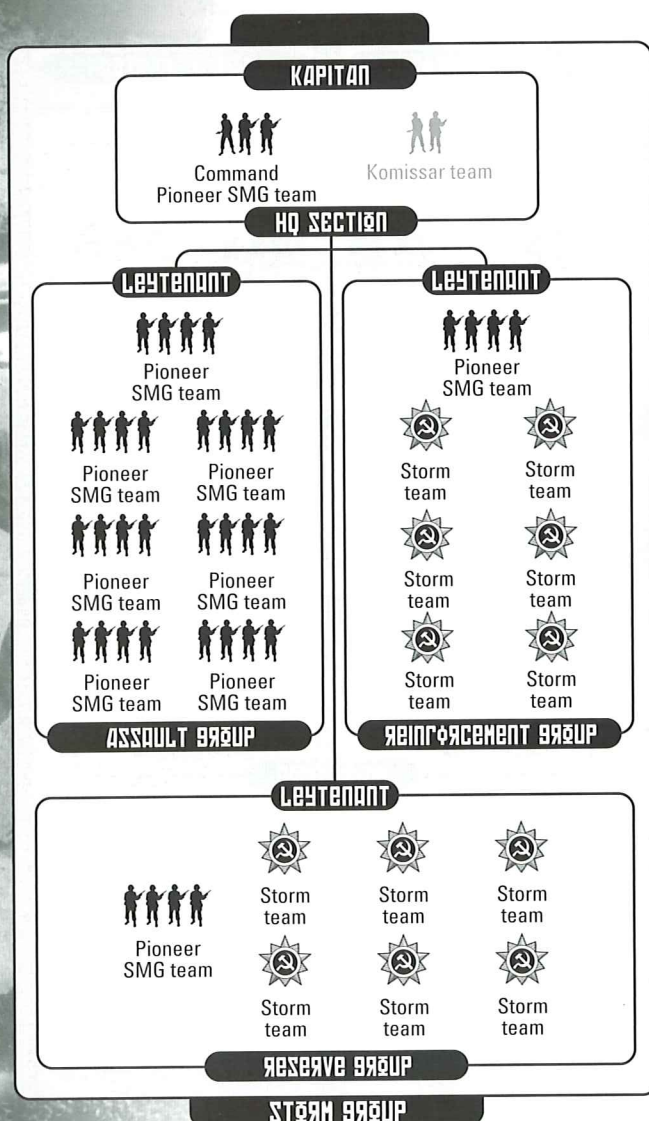 KAPITAN
Command
Pioneer SMG team
Komissar team
HQ SECTION
LEYTENANT
Pioneer
SMG team
Pioneer
SMG team
Pioneer
SMG team
Pioneer
SMG team
Pioneer
SMG team
Pioneer
SMG team
Pioneer
SMG team
ASSAULT GROUP
LEYTENANT
Pioneer
SMG team
Storm
team
Storm
team
Storm
team
Storm
team
Storm
team
Storm
team
REINFORCEMENT GROUP
LEYTENANT
Pioneer
SMG team
Storm
team
Storm
team
Storm
team
Storm
team
Storm
team
Storm
team
RESERVE GROUP
STORM GROUP